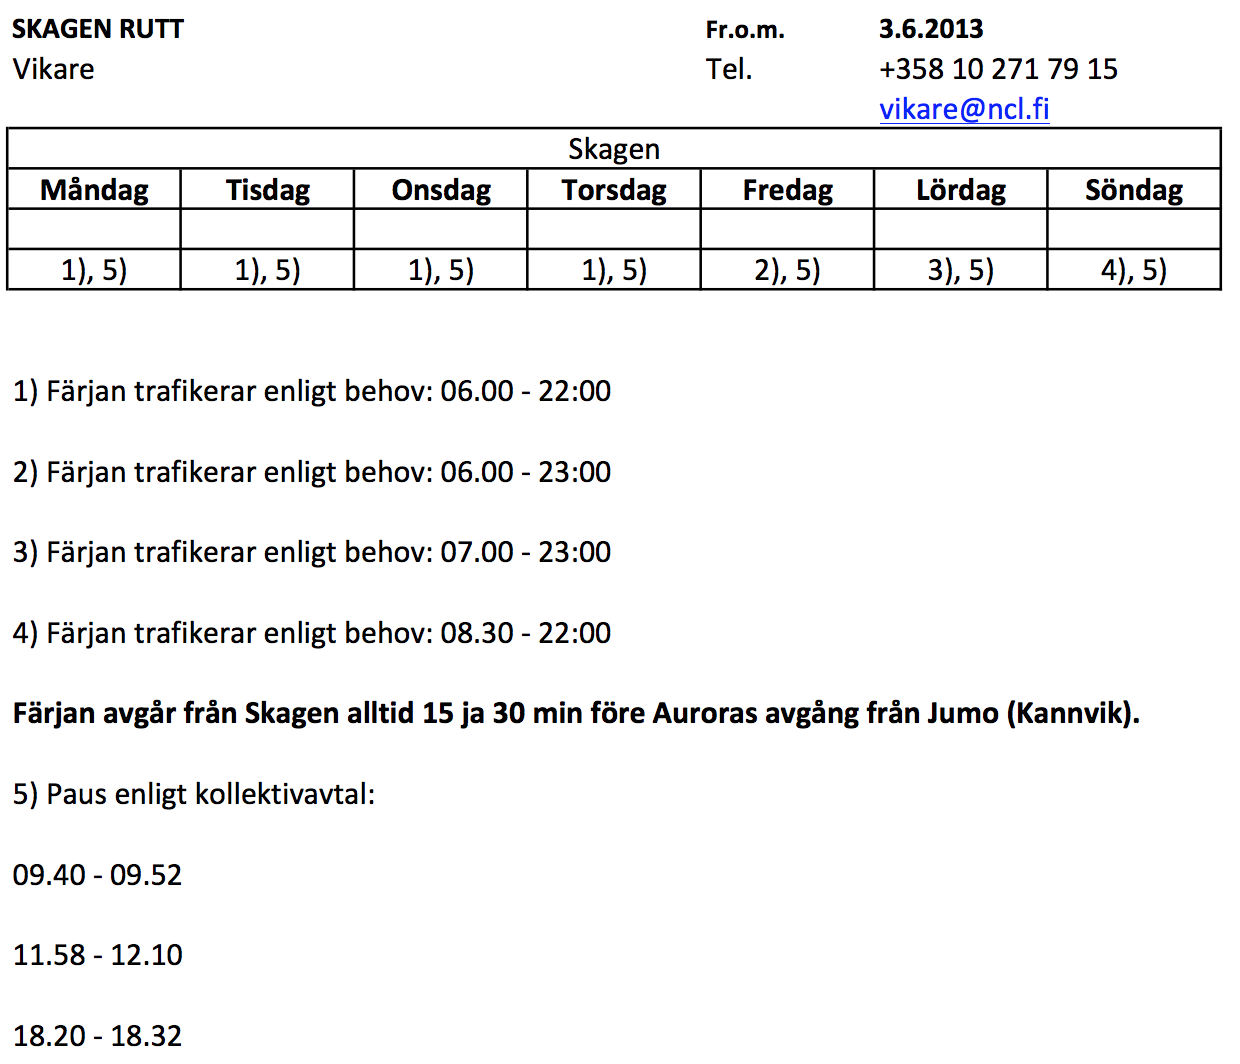 SKAGEN RUTT Fr.o.m. 3.6.2013
Vikare Tel. +358 10 271 79 15
vikare@ncl.fi
Skagen
Måndag Tisdag Onsdag Torsdag Fredag Lördag Söndag
1), 5) 1), 5) 1), 5) 1), 5) 2), 5) 3), 5) 4), 5)
1) Färjan trafikerar enligt behov: 06.00 - 22:00
2) Färjan trafikerar enligt behov: 06.00 - 23:00
3) Färjan trafikerar enligt behov: 07.00 - 23:00
4) Färjan trafikerar enligt behov: 08.30 - 22:00
Färjan avgår från Skagen alltid 15 ja 30 min före Auroras avgång från Jumo (Kannvik).
5) Paus enligt kollektivavtal:
09.40 - 09.52
11.58 - 12.10
18.20 - 18.32